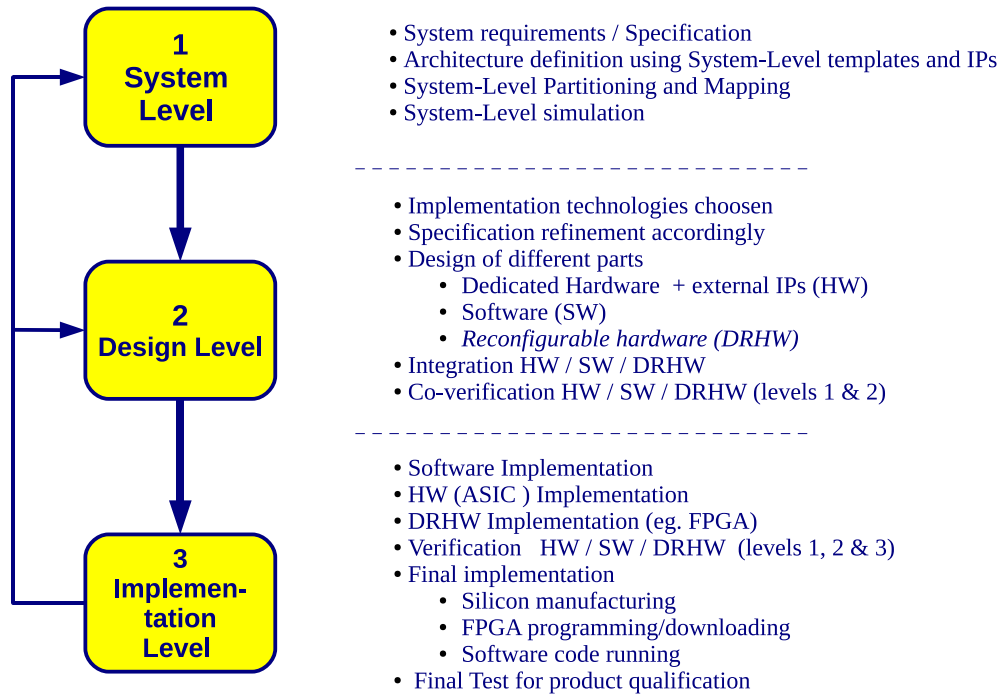 1
System
Level
• System requirements / Specification
• Architecture definition using System-Level templates and IPs
• System-Level Partitioning and Mapping
• System-Level simulation
2
Design Level
• Implementation technologies choosen
• Specification refinement accordingly
• Design of different parts
• Dedicated Hardware + external IPs (HW)
• Software (SW)
• Reconfigurable hardware (DRHW)
• Integration HW / SW / DRHW
• Co-verification HW / SW / DRHW (levels 1 & 2)
3
Implemen-
tation
Level
• Software Implementation
• HW (ASIC ) Implementation
• DRHW Implementation (eg. FPGA)
• Verification HW / SW / DRHW (levels 1, 2 & 3)
• Final implementation
• Silicon manufacturing
• FPGA programming/downloading
• Software code running
• Final Test for product qualification